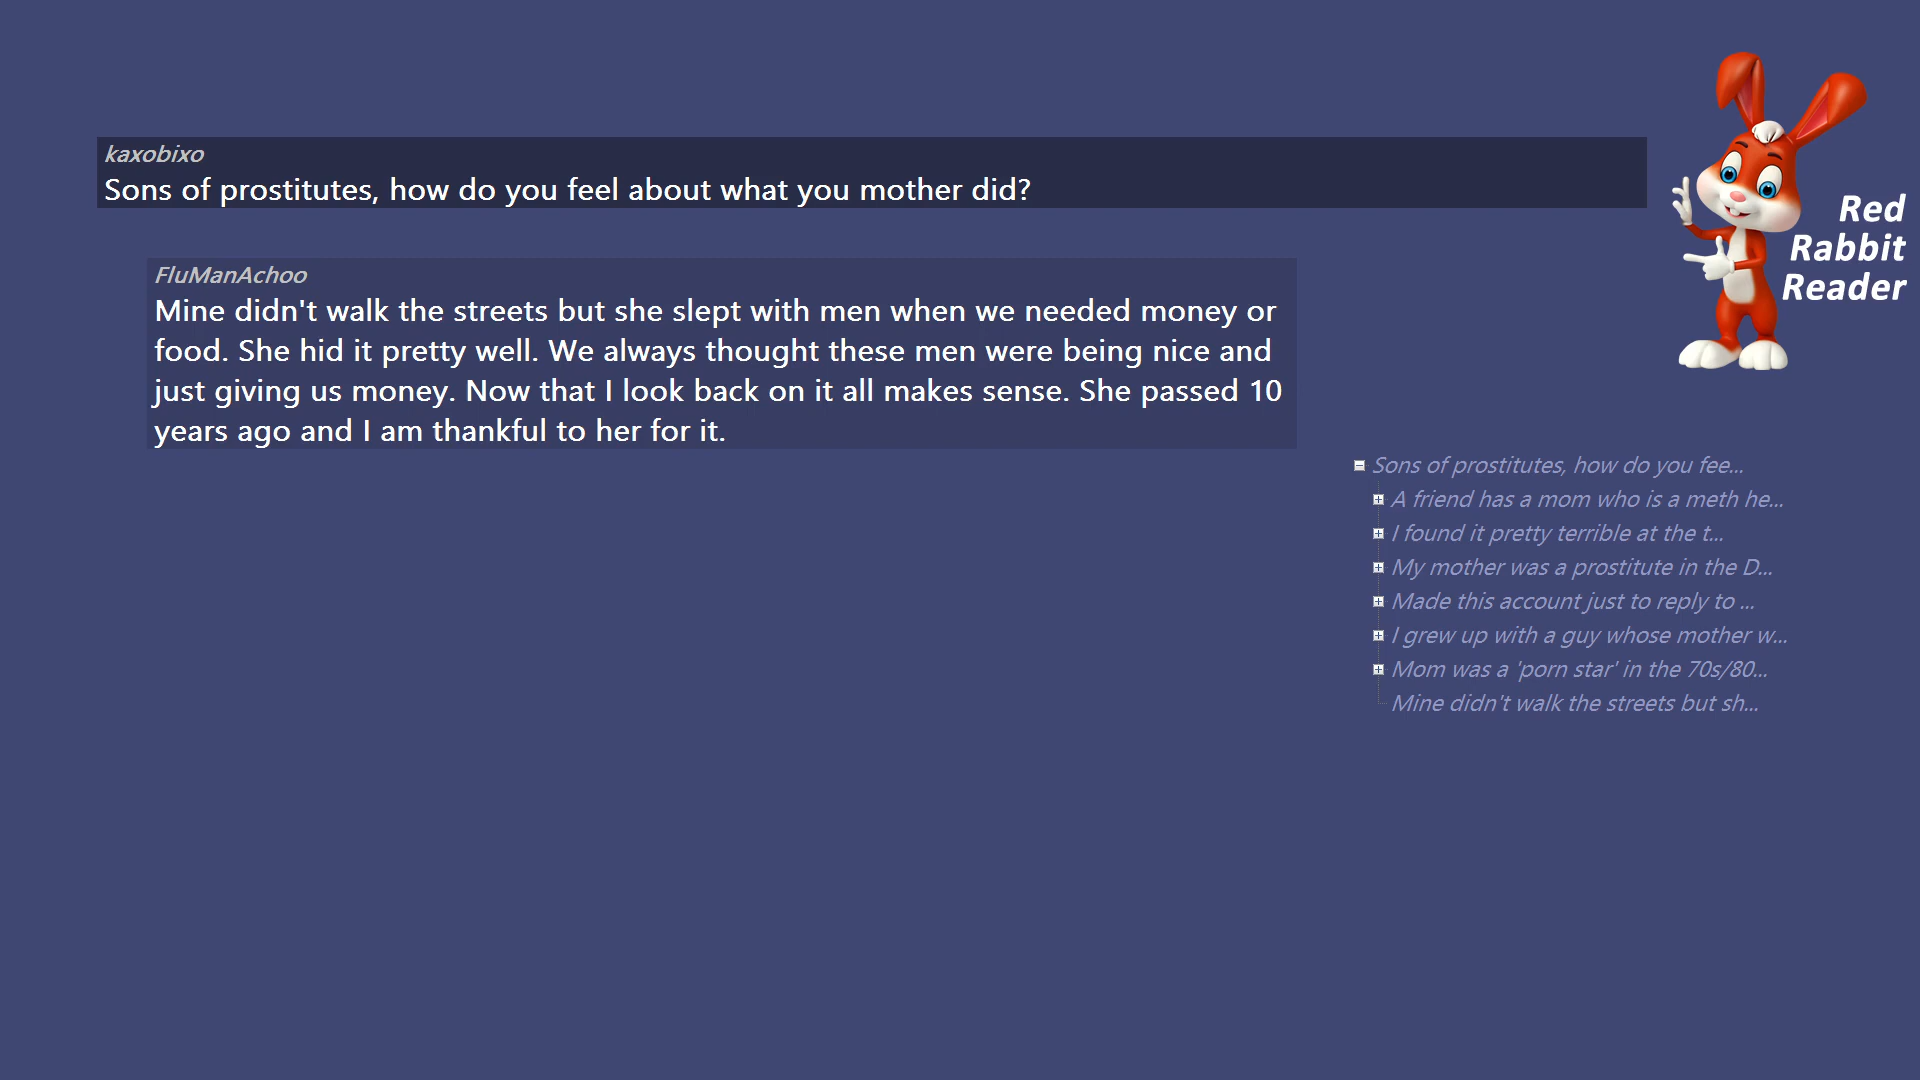 kaxobixo
Sons of prostitutes, how do you feel about what you mother did?
FluManAchoo
Mine didn't walk the streets but she slept with men when we needed money or
food. She hid it pretty well. We always thought these men were being nice and
just giving us money. Now that I look back on it all makes sense. She passed 10
years ago and I am thankful to her for it.
Red
Rabbit
Reader
Sons of prostitutes, how do you fee...
A friend has a mom who is a meth he...
I found it pretty terrible at the t...
My mother was a prostitute in the D...
Made this account just to reply to ...
I grew up with a guy whose mother w...
Mom was a 'porn star' in the 70s/80...
Mine didn't walk the streets but sh...